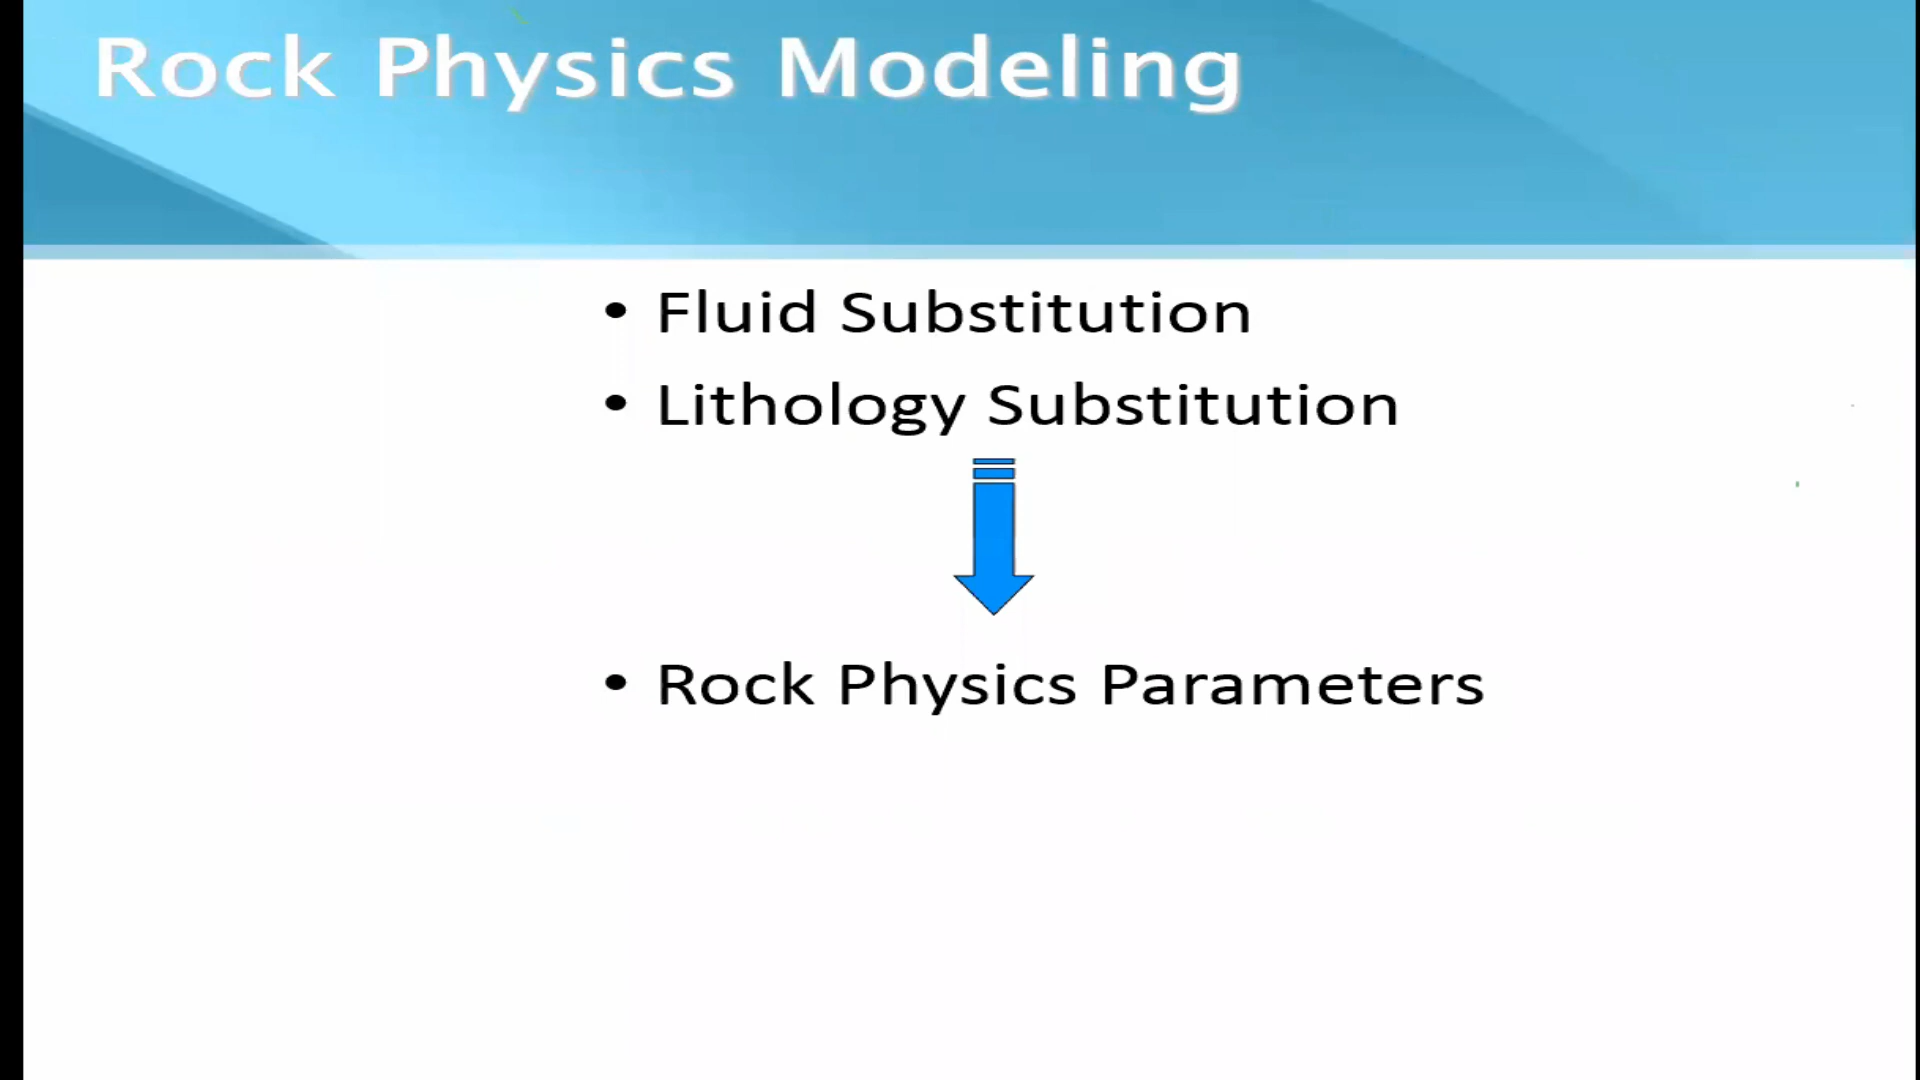 Rock Physics Modeling
• Fluid Substitution
• Lithology Substitution
• Rock Physics Parameters